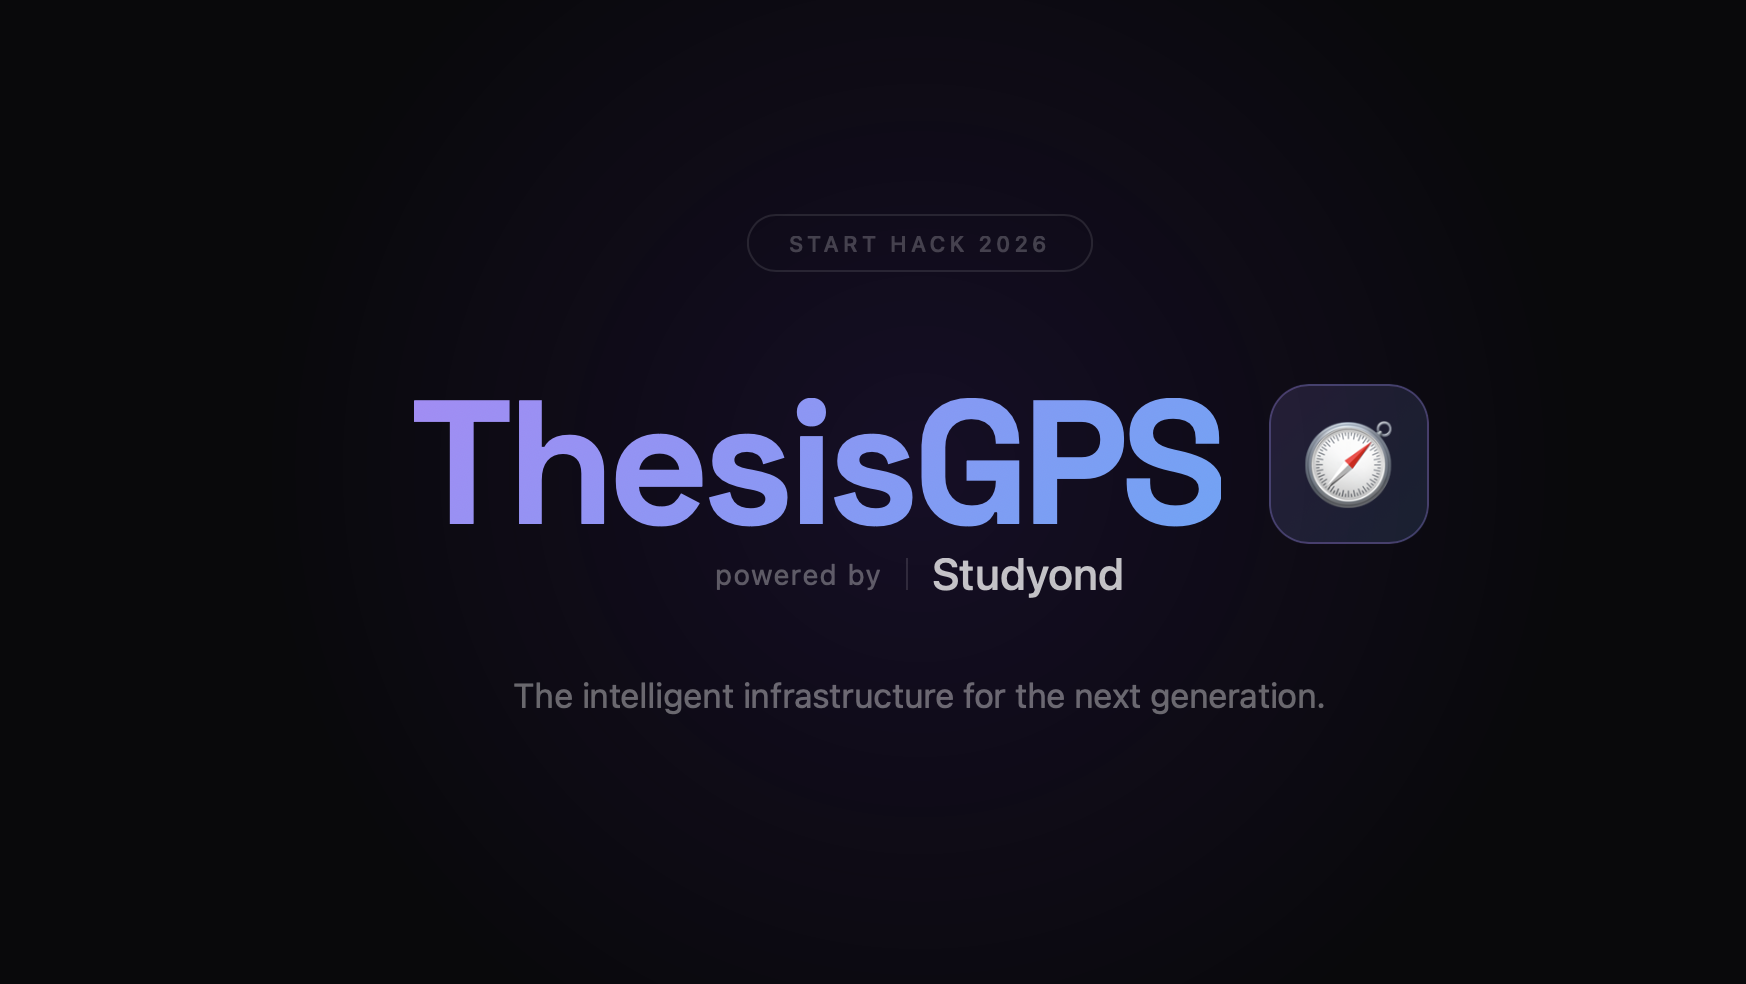 START HACK 2026
ThesisGPS
powered by | Studyond
The intelligent infrastructure for the next generation.